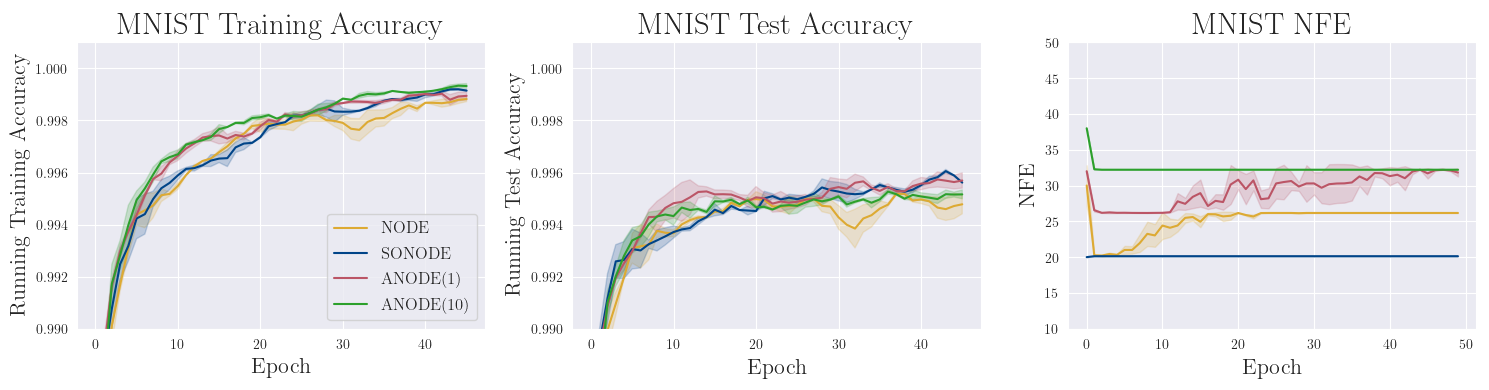 MNIST Training Accuracy
Running Training Accuracy
1.000
0.998
0.996
0.994
0.992
0.990
0
10
20
30
40
Epoch
NODE
SONODE
ANODE(1)
ANODE(10)
MNIST Test Accuracy
Running Test Accuracy
1.000
0.998
0.996
0.994
0.992
0.990
0
10
20
30
40
Epoch
MNIST NFE
NFE
50
45
40
35
30
25
20
15
10
0
10
20
30
40
50
Epoch